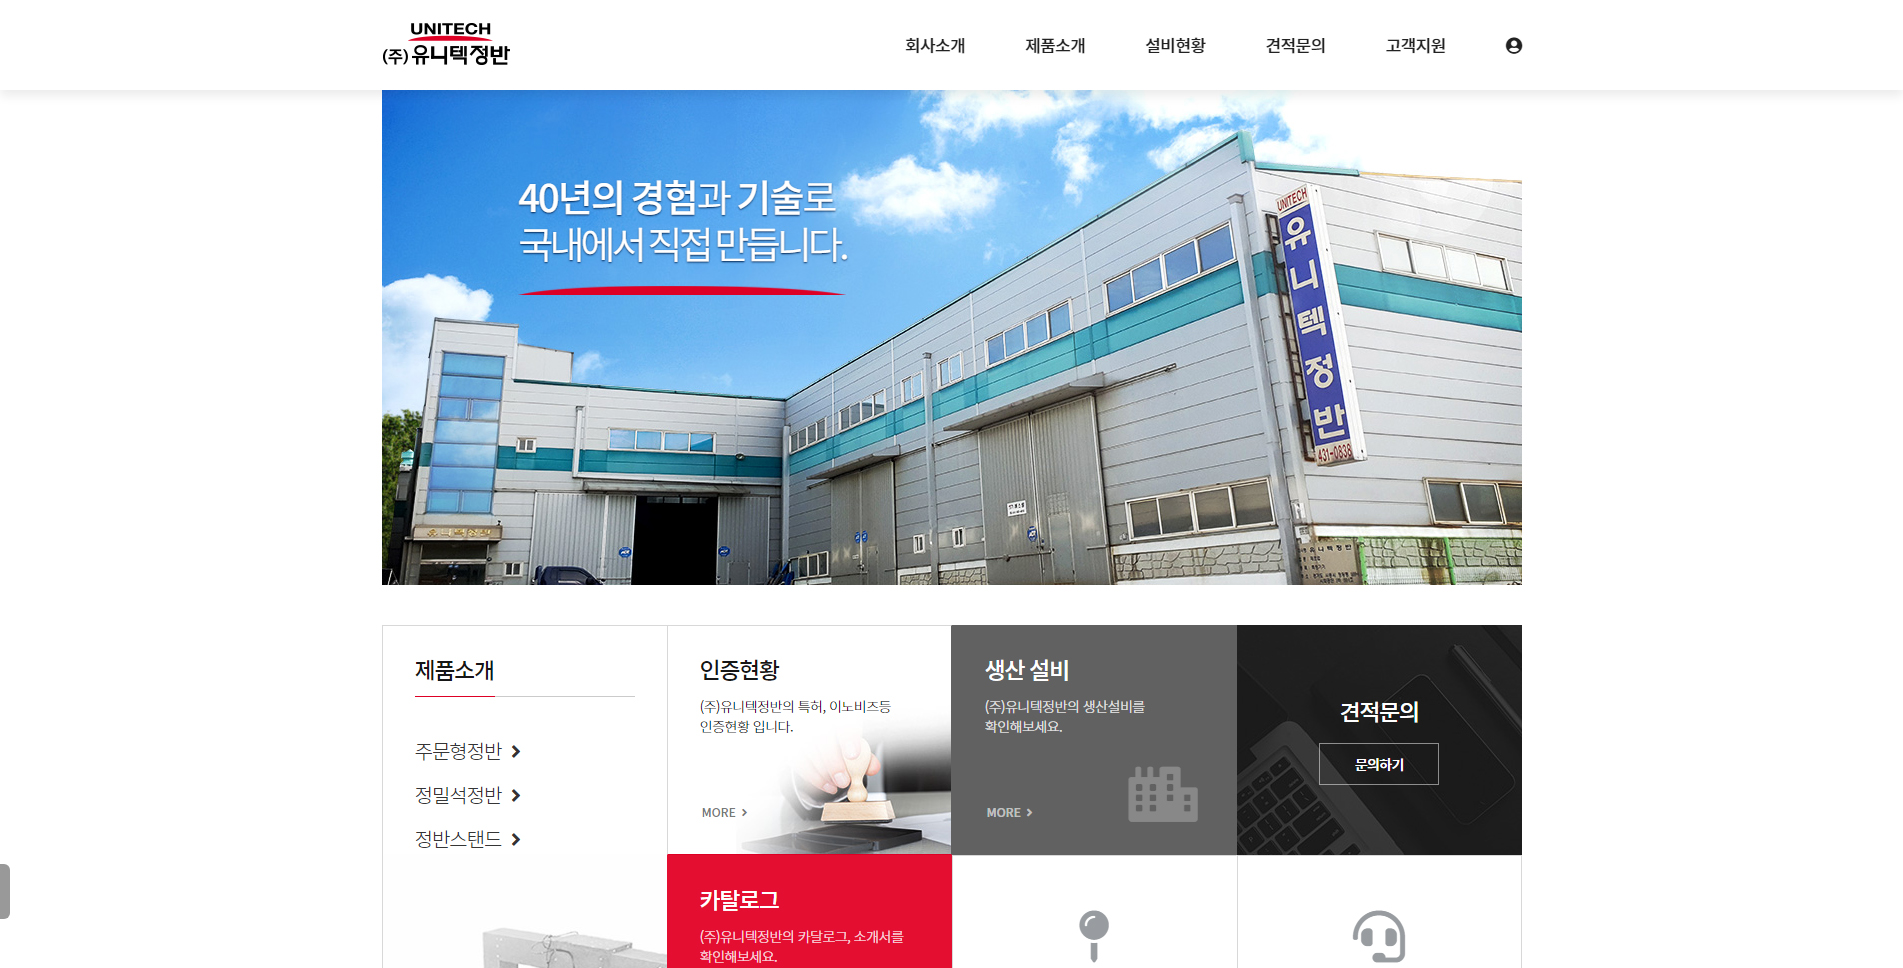 UNITECH
(주)유니텍정반
회사소개
제품소개
설비현황
견적문의
고객지원
40년의 경험과 기술로
국내에서 직접 만듭니다.
UNITECH
유니텍정반
431-0838
유니텍정반
제품소개
주문형정반
정밀석정반
정반스탠드
인증현황
(주)유니텍정반의 특허, 이노비즈등
인증현황 입니다.
MORE
생산 설비
(주)유니텍정반의 생산설비를
확인해보세요.
MORE
견적문의
문의하기
카탈로그
(주)유니텍정반의 카달로그, 소개서를
확인해보세요.